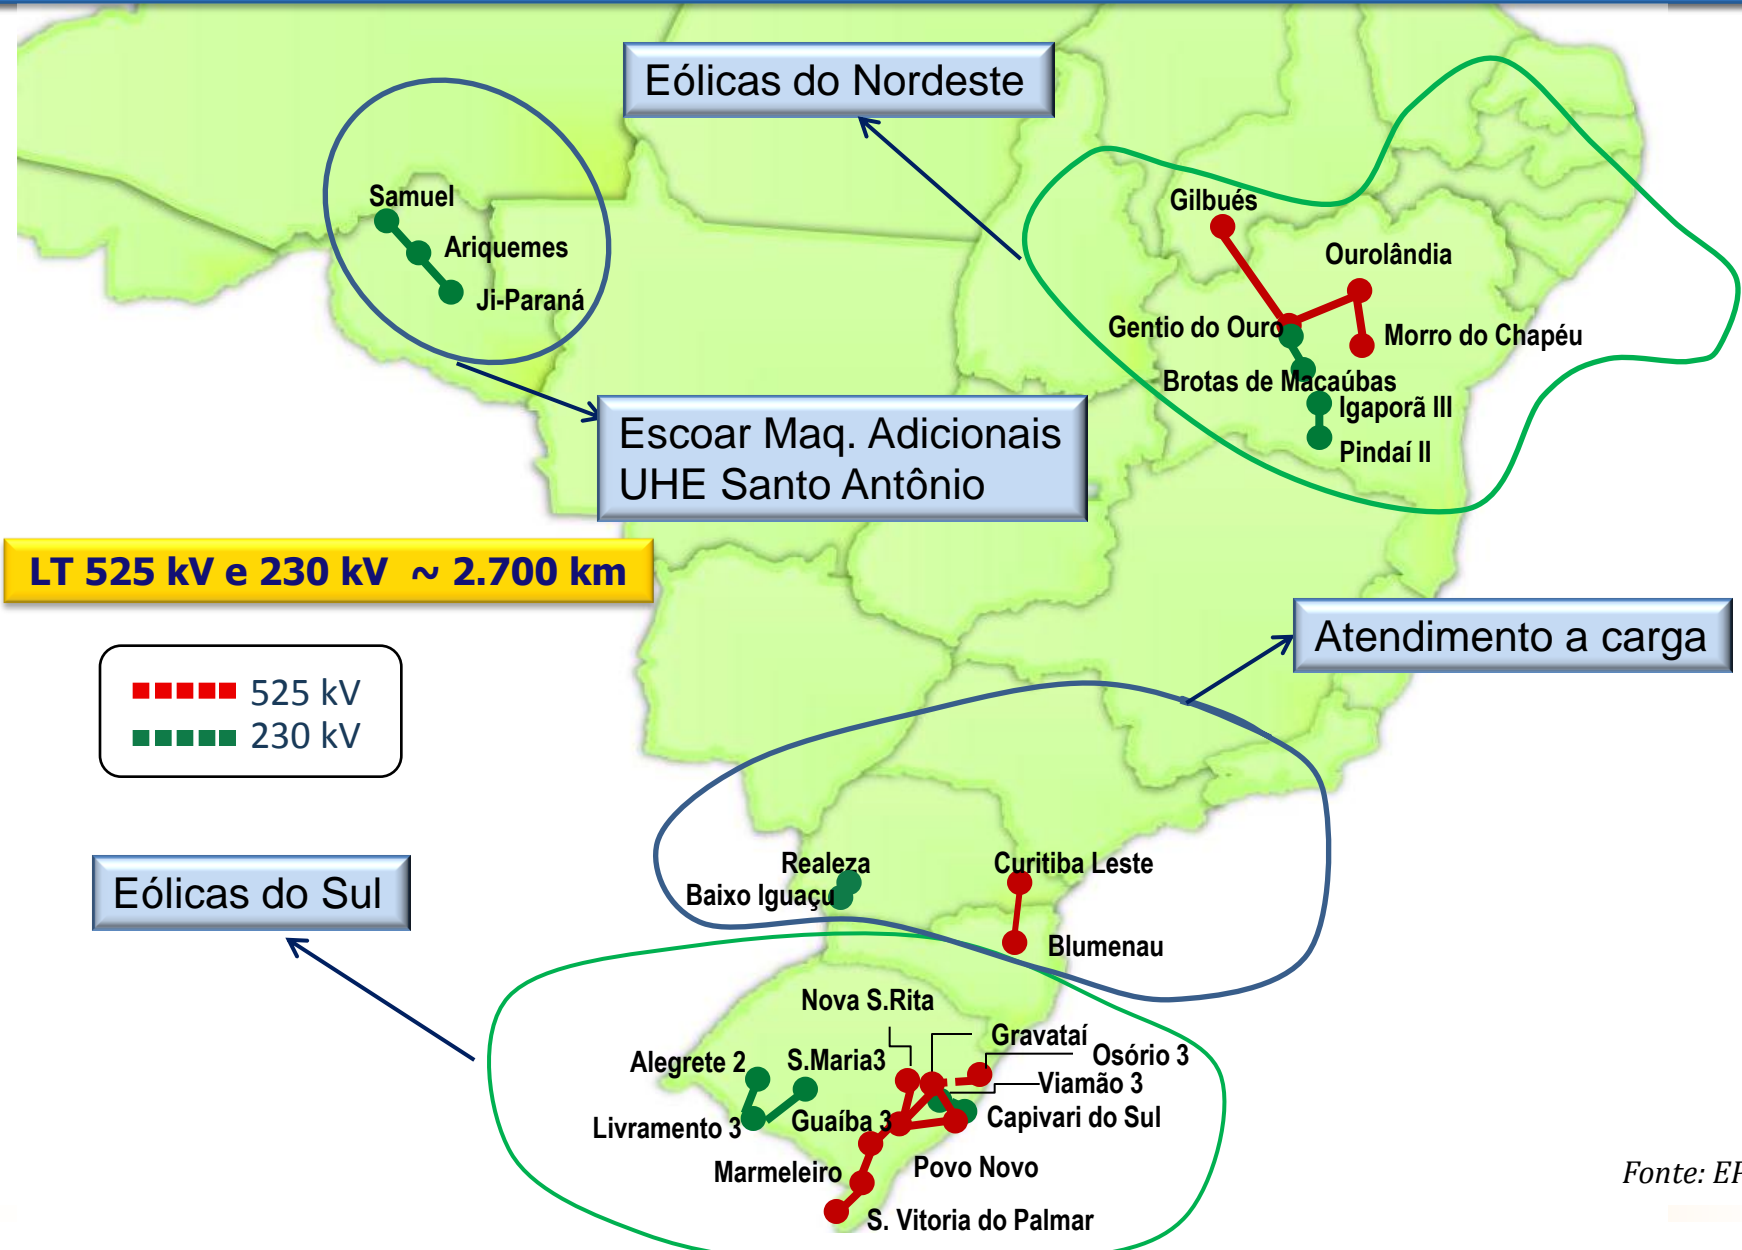 Eólicas do Nordeste
Samuel
Ariquemes
Ji-Paraná
Gilbués
Ourolândia
Gentio do Ouro
Morro do Chapéu
Brotas de Macaúbas
Igaporã III
Pindaí II
Escoar Maq. Adicionais
UHE Santo Antônio
LT 525 kV e 230 kV ~ 2.700 km
Atendimento a carga
525 kV
230 kV
Eólicas do Sul
Realeza
Baixo Iguaçu
Curitiba Leste
Blumenau
Nova S.Rita
Gravataí
Osório 3
Alegrete 2
S.Maria3
Viamão 3
Livramento 3
Guaíba 3
Capivari do Sul
Marmeleiro
Povo Novo
S. Vitoria do Palmar
Fonte: